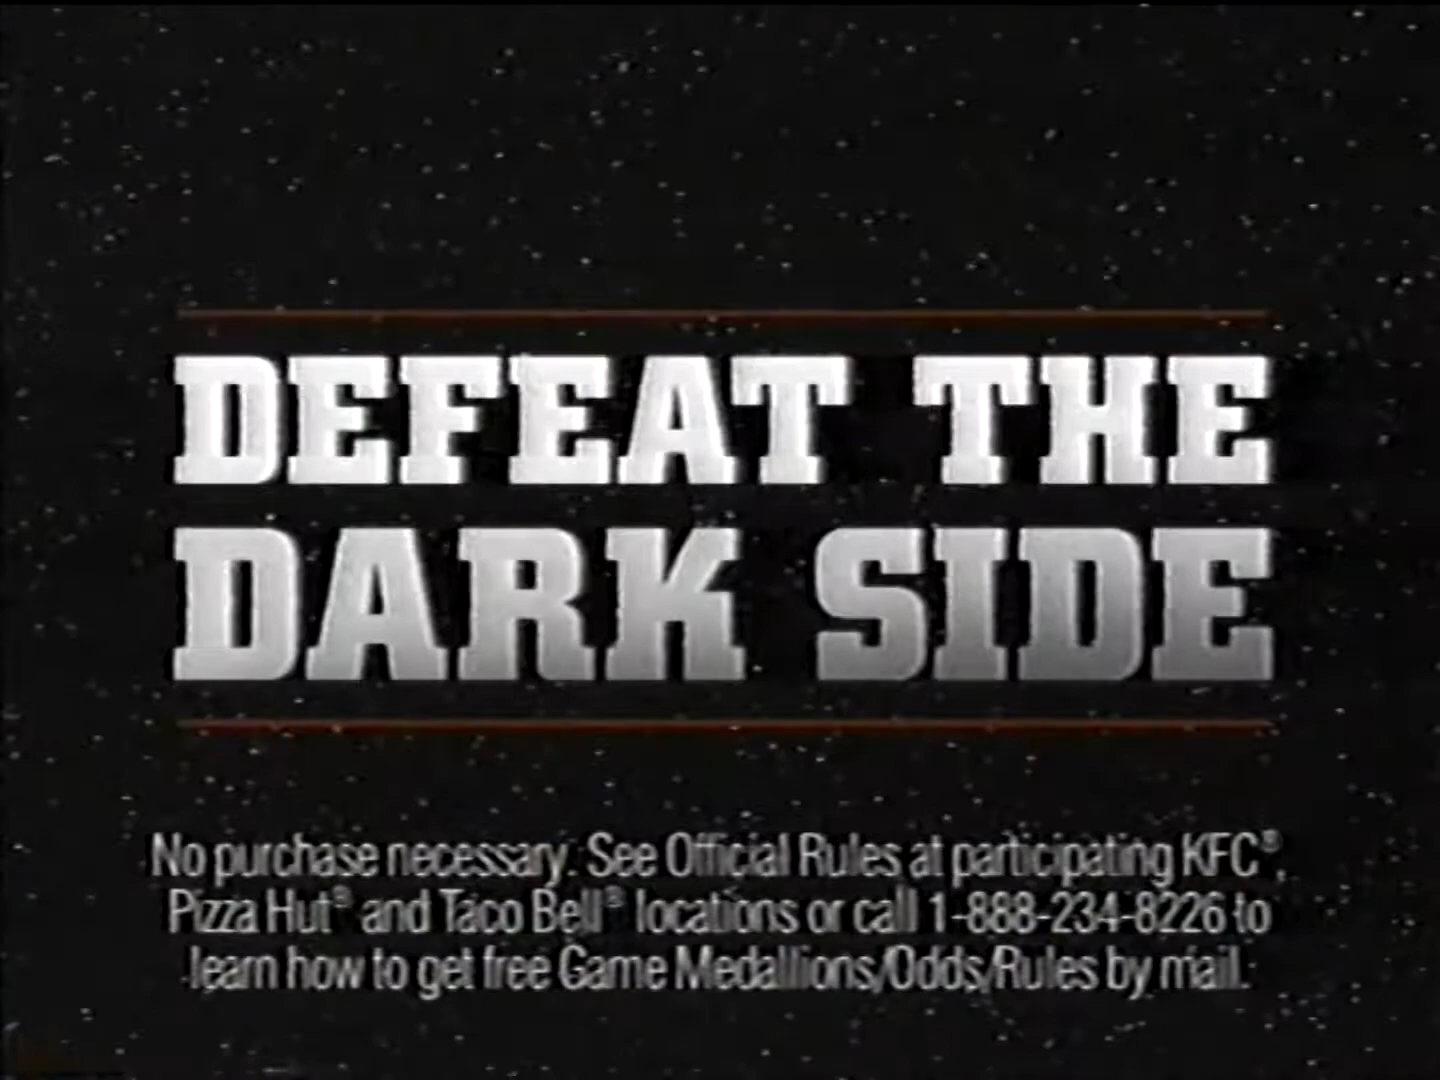 DEFEAT THE
DARK SIDE
No purchase necessary. See Official Rules at participating KFC®,
Pizza Hut® and Taco Bell® locations or call 1-888-234-8226 to
learn how to get free Game Medallions/Odds/Rules by mail.